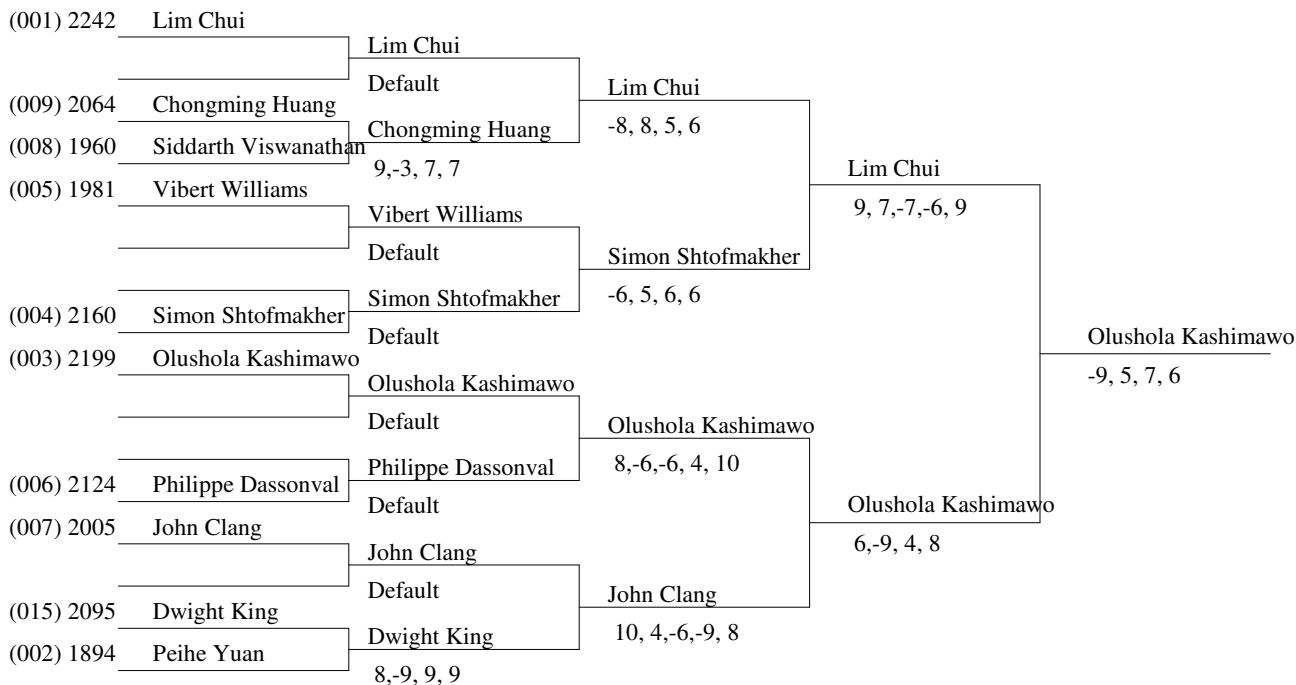 (001) 2242 Lim Chui
Lim Chui
Default
Lim Chui
-8, 8, 5, 6
(009) 2064 Chongming Huang
Chongming Huang
(008) 1960 Siddarth Viswanathan
9,-3, 7, 7
Lim Chui
9, 7,-7,-6, 9
(005) 1981 Vibert Williams
Vibert Williams
Default
Simon Shtofmakher
-6, 5, 6, 6
Simon Shtofmakher
(004) 2160 Simon Shtofmakher
Default
Olushola Kashimawo
-9, 5, 7, 6
(003) 2199 Olushola Kashimawo
Olushola Kashimawo
Default
Olushola Kashimawo
8,-6,-6, 4, 10
Philippe Dassonval
(006) 2124 Philippe Dassonval
Default
Olushola Kashimawo
6,-9, 4, 8
(007) 2005 John Clang
John Clang
Default
John Clang
10, 4,-6,-9, 8
(015) 2095 Dwight King
Dwight King
(002) 1894 Peihe Yuan
8,-9, 9, 9